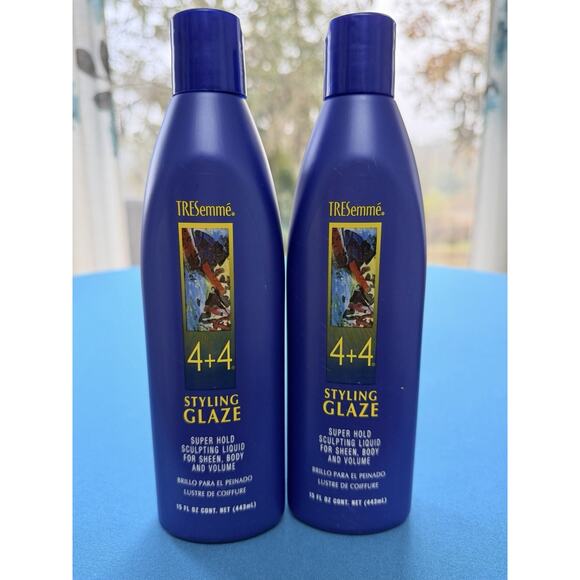 TRESemmé®
4+4®
STYLING
GLAZE
SUPER HOLD
SCULPTING LIQUID
FOR SHEEN, BODY
AND VOLUME
BRILLO PARA EL PEINADO
LUSTRE DE COIFFURE
15 FL OZ CONT. NET (443mL)
TRESemmé®
4+4®
STYLING
GLAZE
SUPER HOLD
SCULPTING LIQUID
FOR SHEEN, BODY
AND VOLUME
BRILLO PARA EL PEINADO
LUSTRE DE COIFFURE
15 FL OZ CONT. NET (443mL)